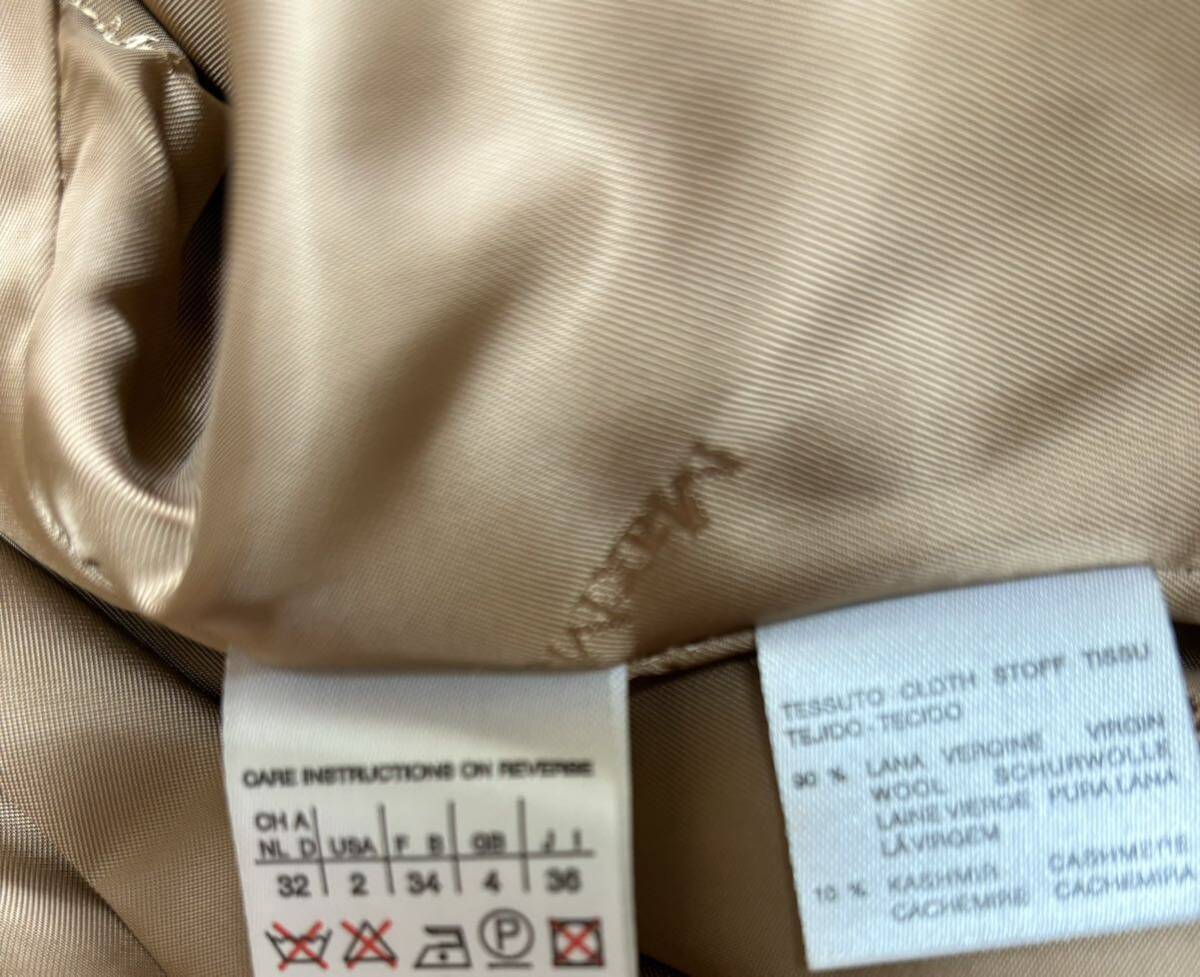 CARE INSTRUCTIONS ON REVERSE
CH A
NL D USA F B GB J I
32 2 34 4 36
P
TESSUTO CLOTH STOFF TISSU
TEJIDO - TECIDO
90 % LANA VERGINE VIRGIN
WOOL SCHURWOLLE
LAINE VIERGE PURA LANA
LÃ VIRGEM
10 % KASHMIR CASHMERE
CACHEMIRE CACHEMIRA